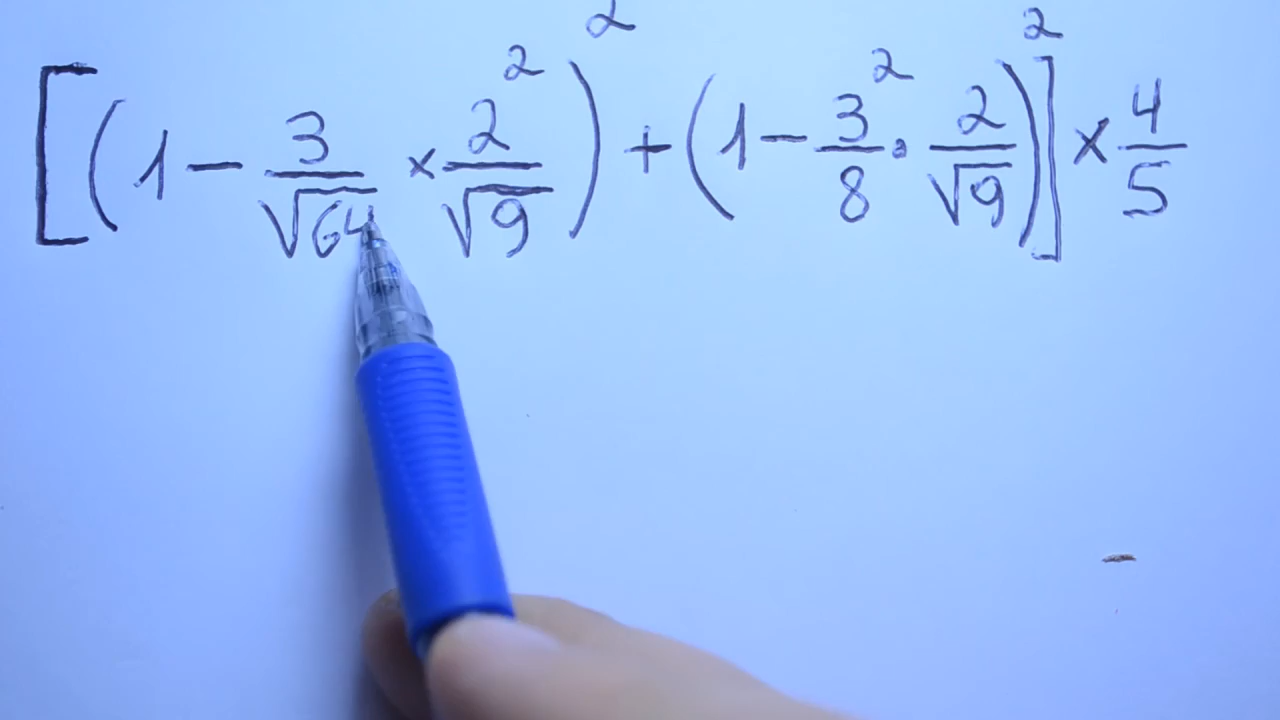 [(1 - 3/√64 × 2²/√9)² + (1 - 3²/8 · 2/√9)]² × 4/5